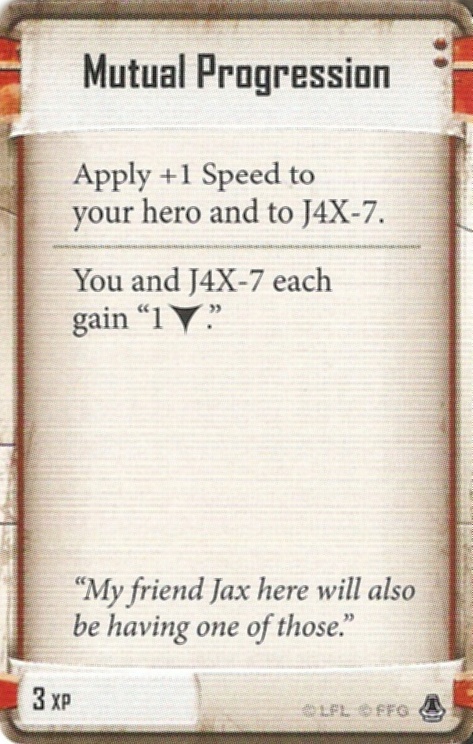 Mutual Progression
Apply +1 Speed to
your hero and to J4X-7.
You and J4X-7 each
gain “1 ▼.”
“My friend Jax here will also
be having one of those.”
3 XP
©LFL ©FFG